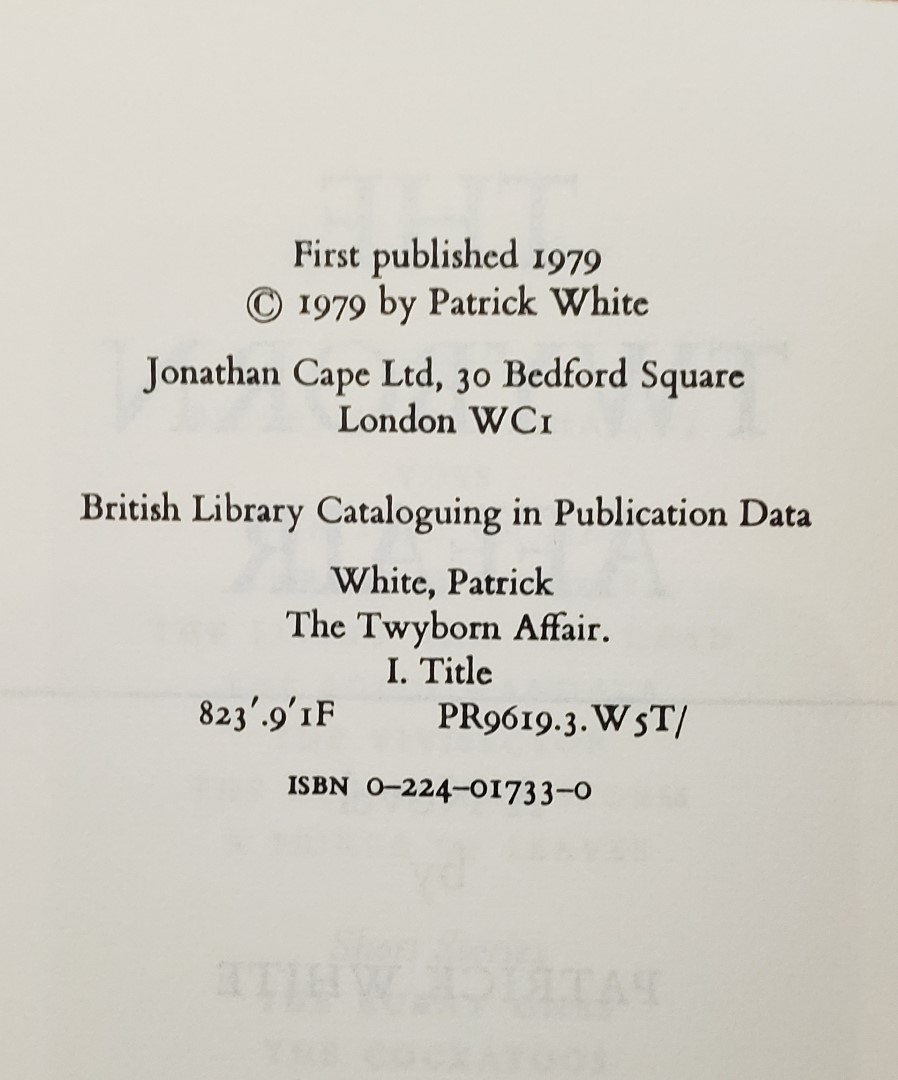 First published 1979
© 1979 by Patrick White
Jonathan Cape Ltd, 30 Bedford Square
London WC1
British Library Cataloguing in Publication Data
White, Patrick
The Twyborn Affair.
I. Title
823′.9′1F PR9619.3.W5T/
ISBN 0–224–01733–0